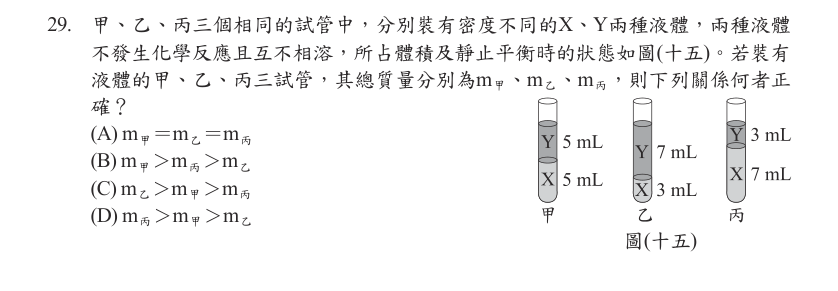 29. 甲、乙、丙三個相同的試管中，分別裝有密度不同的X、Y兩種液體，兩種液體
不發生化學反應且互不相溶，所占體積及靜止平衡時的狀態如圖(十五)。若裝有
液體的甲、乙、丙三試管，其總質量分別為m甲、m乙、m丙，則下列關係何者正
確？
(A) m甲＝m乙＝m丙
(B) m甲＞m丙＞m乙
(C) m乙＞m甲＞m丙
(D) m丙＞m甲＞m乙
Y 5 mL
X 5 mL
甲
Y 7 mL
X 3 mL
乙
Y 3 mL
X 7 mL
丙
圖(十五)